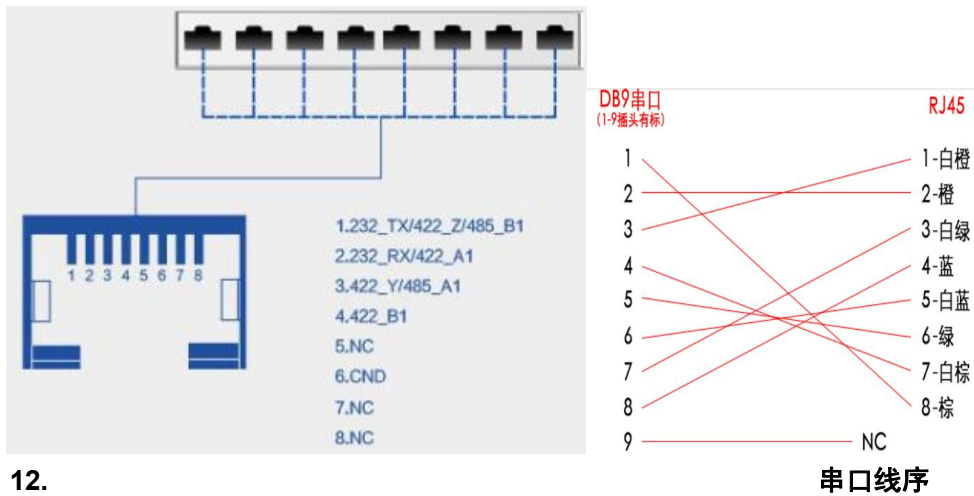 1 2 3 4 5 6 7 8
1.232_TX/422_Z/485_B1
2.232_RX/422_A1
3.422_Y/485_A1
4.422_B1
5.NC
6.CND
7.NC
8.NC
DB9串口
(1-9插头有标)
RJ45
1
1-白橙
2
2-橙
3
3-白绿
4
4-蓝
5
5-白蓝
6
6-绿
7
7-白棕
8
8-棕
9
NC
12.
串口线序